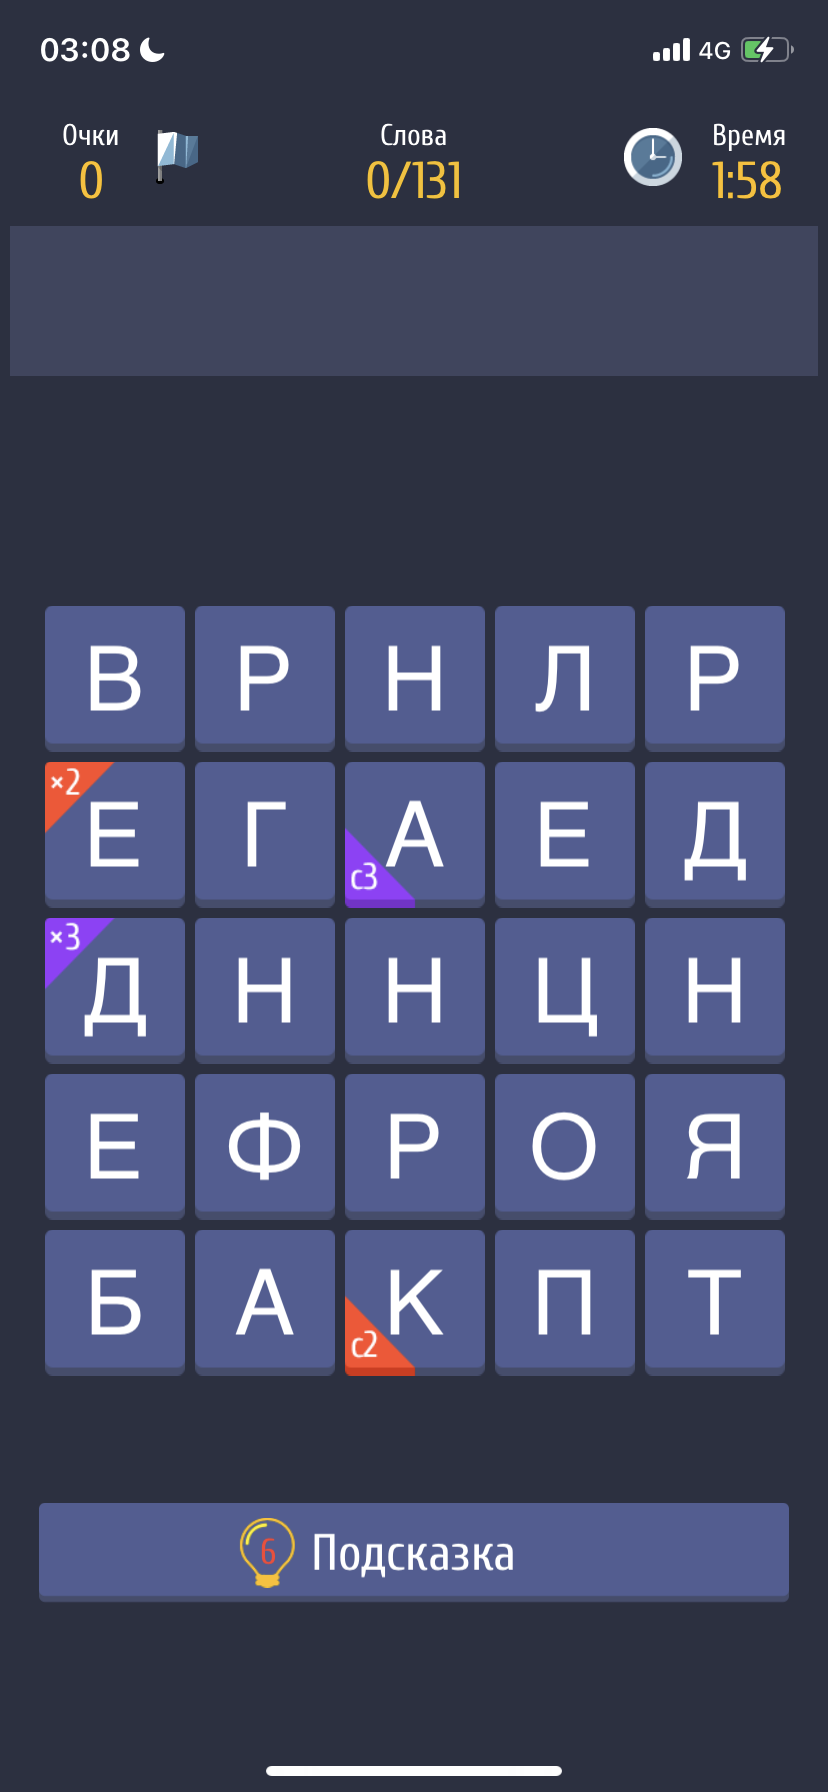 03:08 4G
Очки Слова Время
0 0/131 1:58
В Р Н Л Р
×2 Е Г с3 А Е Д
×3 Д Н Н Ц Н
Е Ф Р О Я
Б А с2 К П Т
6 Подсказка